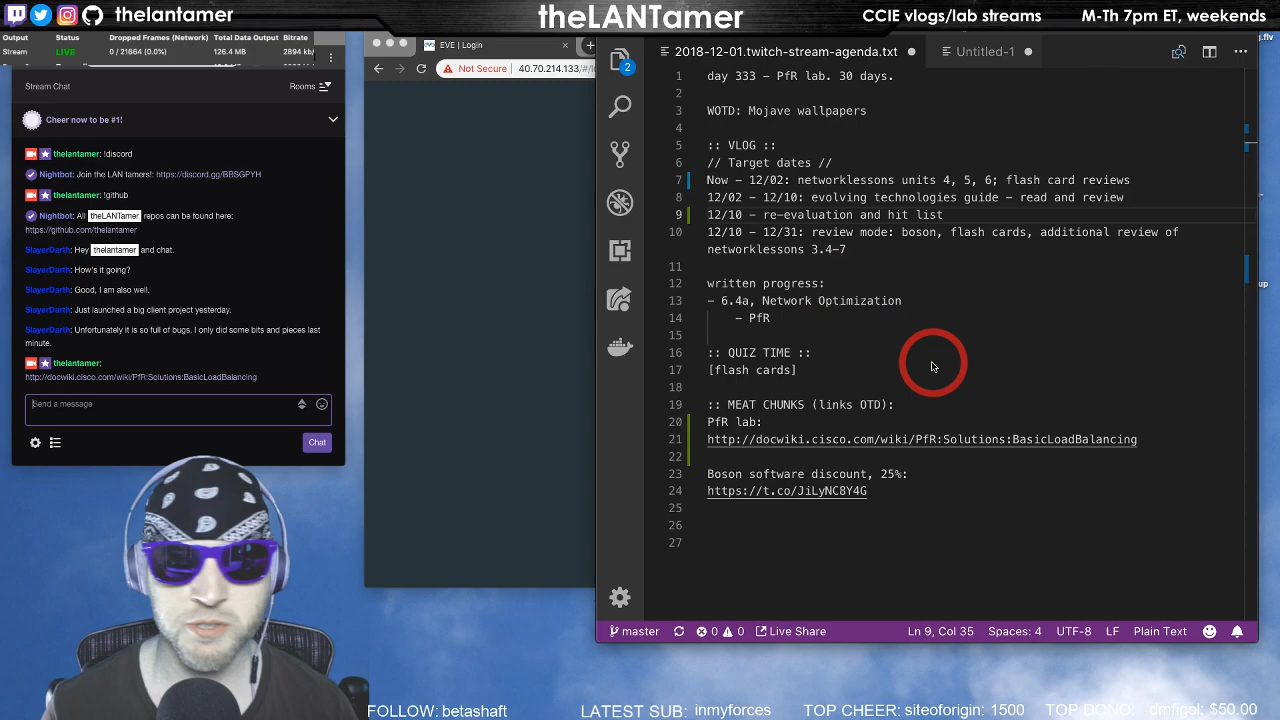 thelantamer
theLANTamer
CCIE vlogs/lab streams
M-Th 7pm ET, weekends
Output Status Dropped Frames (Network) Total Data Output Bitrate
Stream LIVE 0 / 21664 (0.0%) 126.4 MB 2894 kb/
Stream Chat
Rooms
Cheer now to be #1!
thelantamer: !discord
Nightbot: Join the LAN tamers!: https://discord.gg/BBSGPYH
thelantamer: !github
Nightbot: All theLANTamer repos can be found here:
https://github.com/thelantamer
SlayerDarth: Hey thelantamer and chat.
SlayerDarth: How's it going?
SlayerDarth: Good, I am also well.
SlayerDarth: Just launched a big client project yesterday.
SlayerDarth: Unfortunately it is so full of bugs, I only did some bits and pieces last
minute.
thelantamer:
http://docwiki.cisco.com/wiki/PfR:Solutions:BasicLoadBalancing
Send a message
Chat
EVE | Login
Not Secure 40.70.214.133/#/
2
2018-12-01.twitch-stream-agenda.txt
Untitled-1
1 day 333 - PfR lab. 30 days.
2
3 WOTD: Mojave wallpapers
4
5 :: VLOG ::
6 // Target dates //
7 Now - 12/02: networklessons units 4, 5, 6; flash card reviews
8 12/02 - 12/10: evolving technologies guide - read and review
9 12/10 - re-evaluation and hit list
10 12/10 - 12/31: review mode: boson, flash cards, additional review of
networklessons 3.4-7
11
12 written progress:
13 - 6.4a, Network Optimization
14 - PfR
15
16 :: QUIZ TIME ::
17 [flash cards]
18
19 :: MEAT CHUNKS (links OTD):
20 PfR lab:
21 http://docwiki.cisco.com/wiki/PfR:Solutions:BasicLoadBalancing
22
23 Boson software discount, 25%:
24 https://t.co/JiLyNC8Y4G
25
26
27
master 0 0 Live Share Ln 9, Col 35 Spaces: 4 UTF-8 LF Plain Text
.flv
up
FOLLOW: betashaft
LATEST SUB: inmyforces
TOP CHEER: siteoforigin: 1500
TOP DONO: dmfigol: $50.00